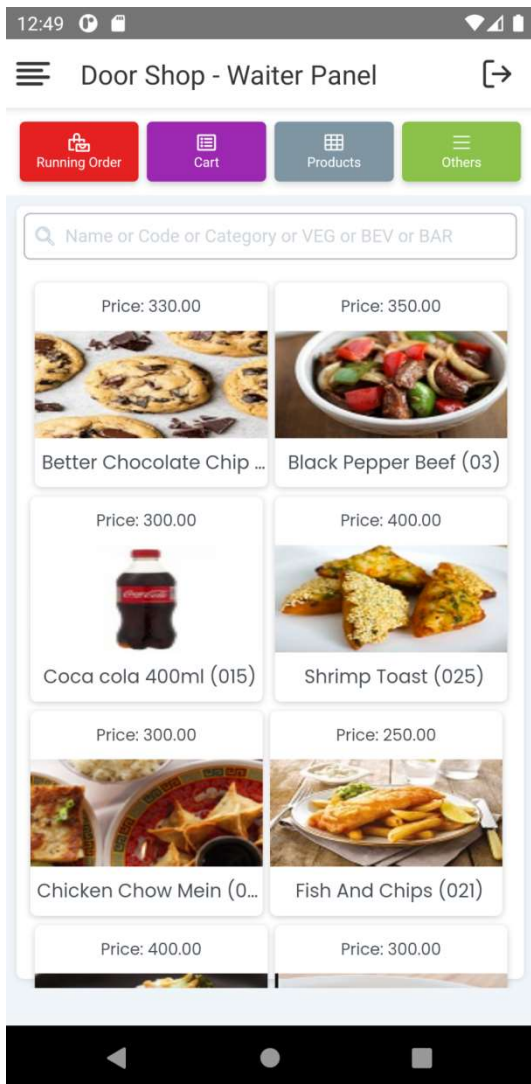 12:49
Door Shop - Waiter Panel
Running Order
Cart
Products
Others
Name or Code or Category or VEG or BEV or BAR
Price: 330.00
Price: 350.00
Better Chocolate Chip ...
Black Pepper Beef (03)
Price: 300.00
Price: 400.00
Coca-Cola
Coca cola 400ml (015)
Shrimp Toast (025)
Price: 300.00
Price: 250.00
Chicken Chow Mein (0...
Fish And Chips (021)
Price: 400.00
Price: 300.00